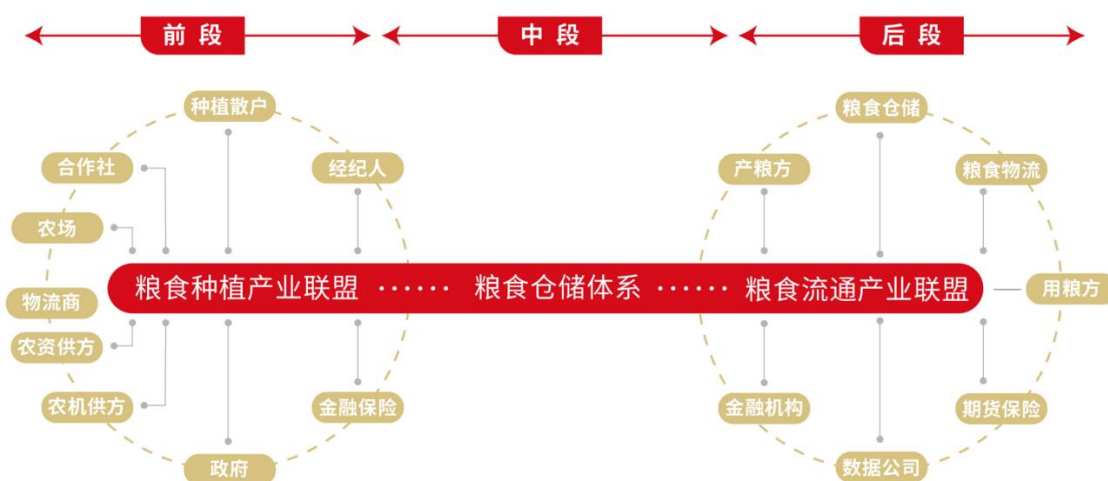 前段
中段
后段
种植散户
粮食仓储
合作社
经纪人
产粮方
粮食物流
农场
粮食种植产业联盟 ······ 粮食仓储体系 ······ 粮食流通产业联盟
用粮方
物流商
农资供方
农机供方
金融保险
金融机构
期货保险
政府
数据公司